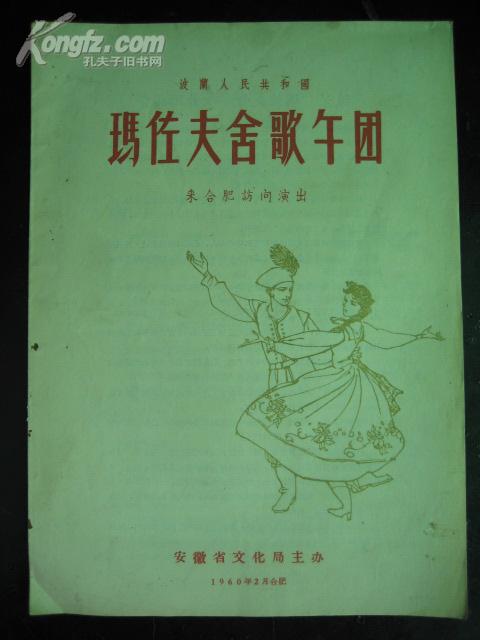 Kongfz.com
孔夫子旧书网
波蘭人民共和國
瑪佐夫舍歌午团
来合肥訪问演出
安徽省文化局主办
1960年2月合肥